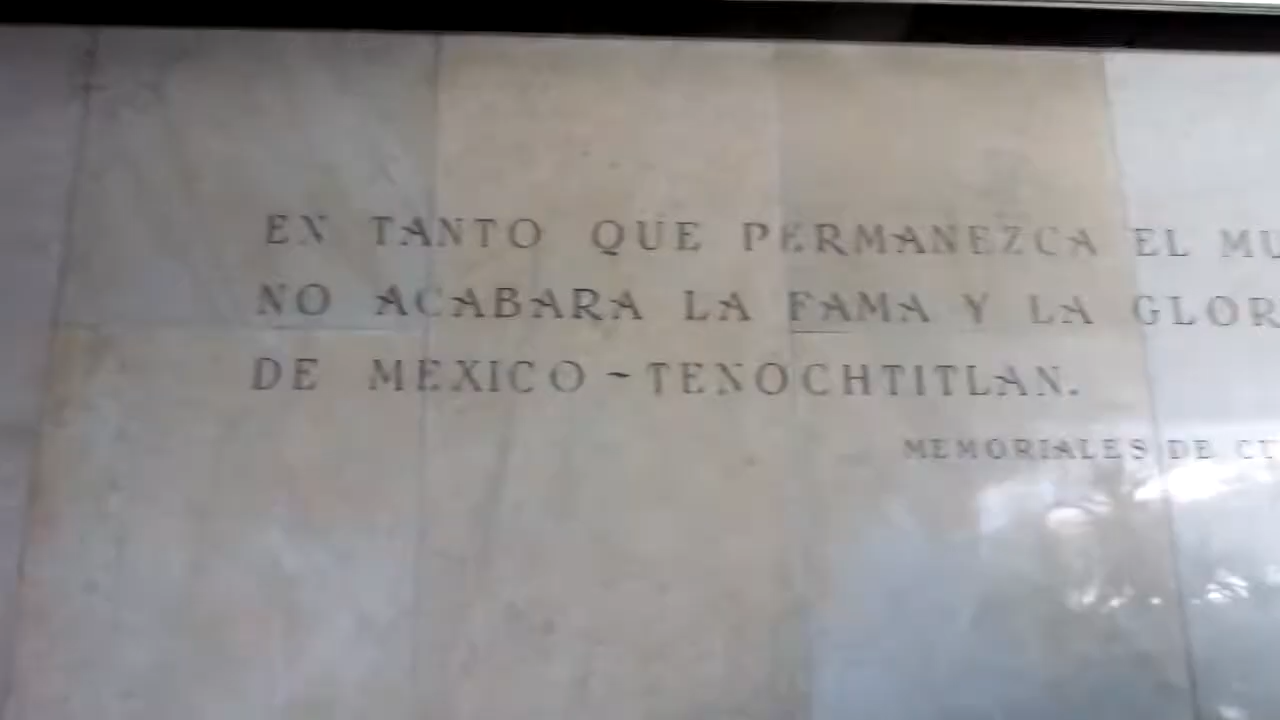 EN TANTO QUE PERMANEZCA EL
NO ACABARA LA FAMA Y LA
DE MEXICO-TENOCHTITLAN.
MEMORIALES DE